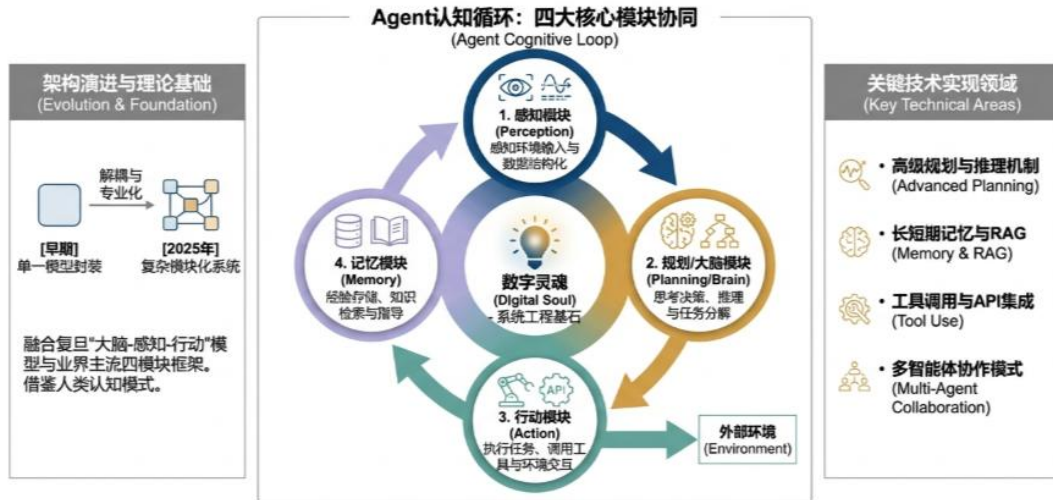 Agent认知循环：四大核心模块协同
(Agent Cognitive Loop)
架构演进与理论基础
(Evolution & Foundation)
解耦与
专业化
[早期]
单一模型封装
[2025年]
复杂模块化系统
融合复旦“大脑-感知-行动”模
型与业界主流四模块框架。
借鉴人类认知模式。
1. 感知模块
(Perception)
感知环境输入与
数据结构化
2. 规划/大脑模块
(Planning/Brain)
思考决策、推理
与任务分解
3. 行动模块
(Action)
执行任务、调用工
具与环境交互
API
4. 记忆模块
(Memory)
经验存储、知识
检索与指导
数字灵魂
(Digital Soul)
- 系统工程基石
外部环境
(Environment)
关键技术实现领域
(Key Technical Areas)
• 高级规划与推理机制
(Advanced Planning)
• 长短期记忆与RAG
(Memory & RAG)
• 工具调用与API集成
(Tool Use)
• 多智能体协作模式
(Multi-Agent
Collaboration)